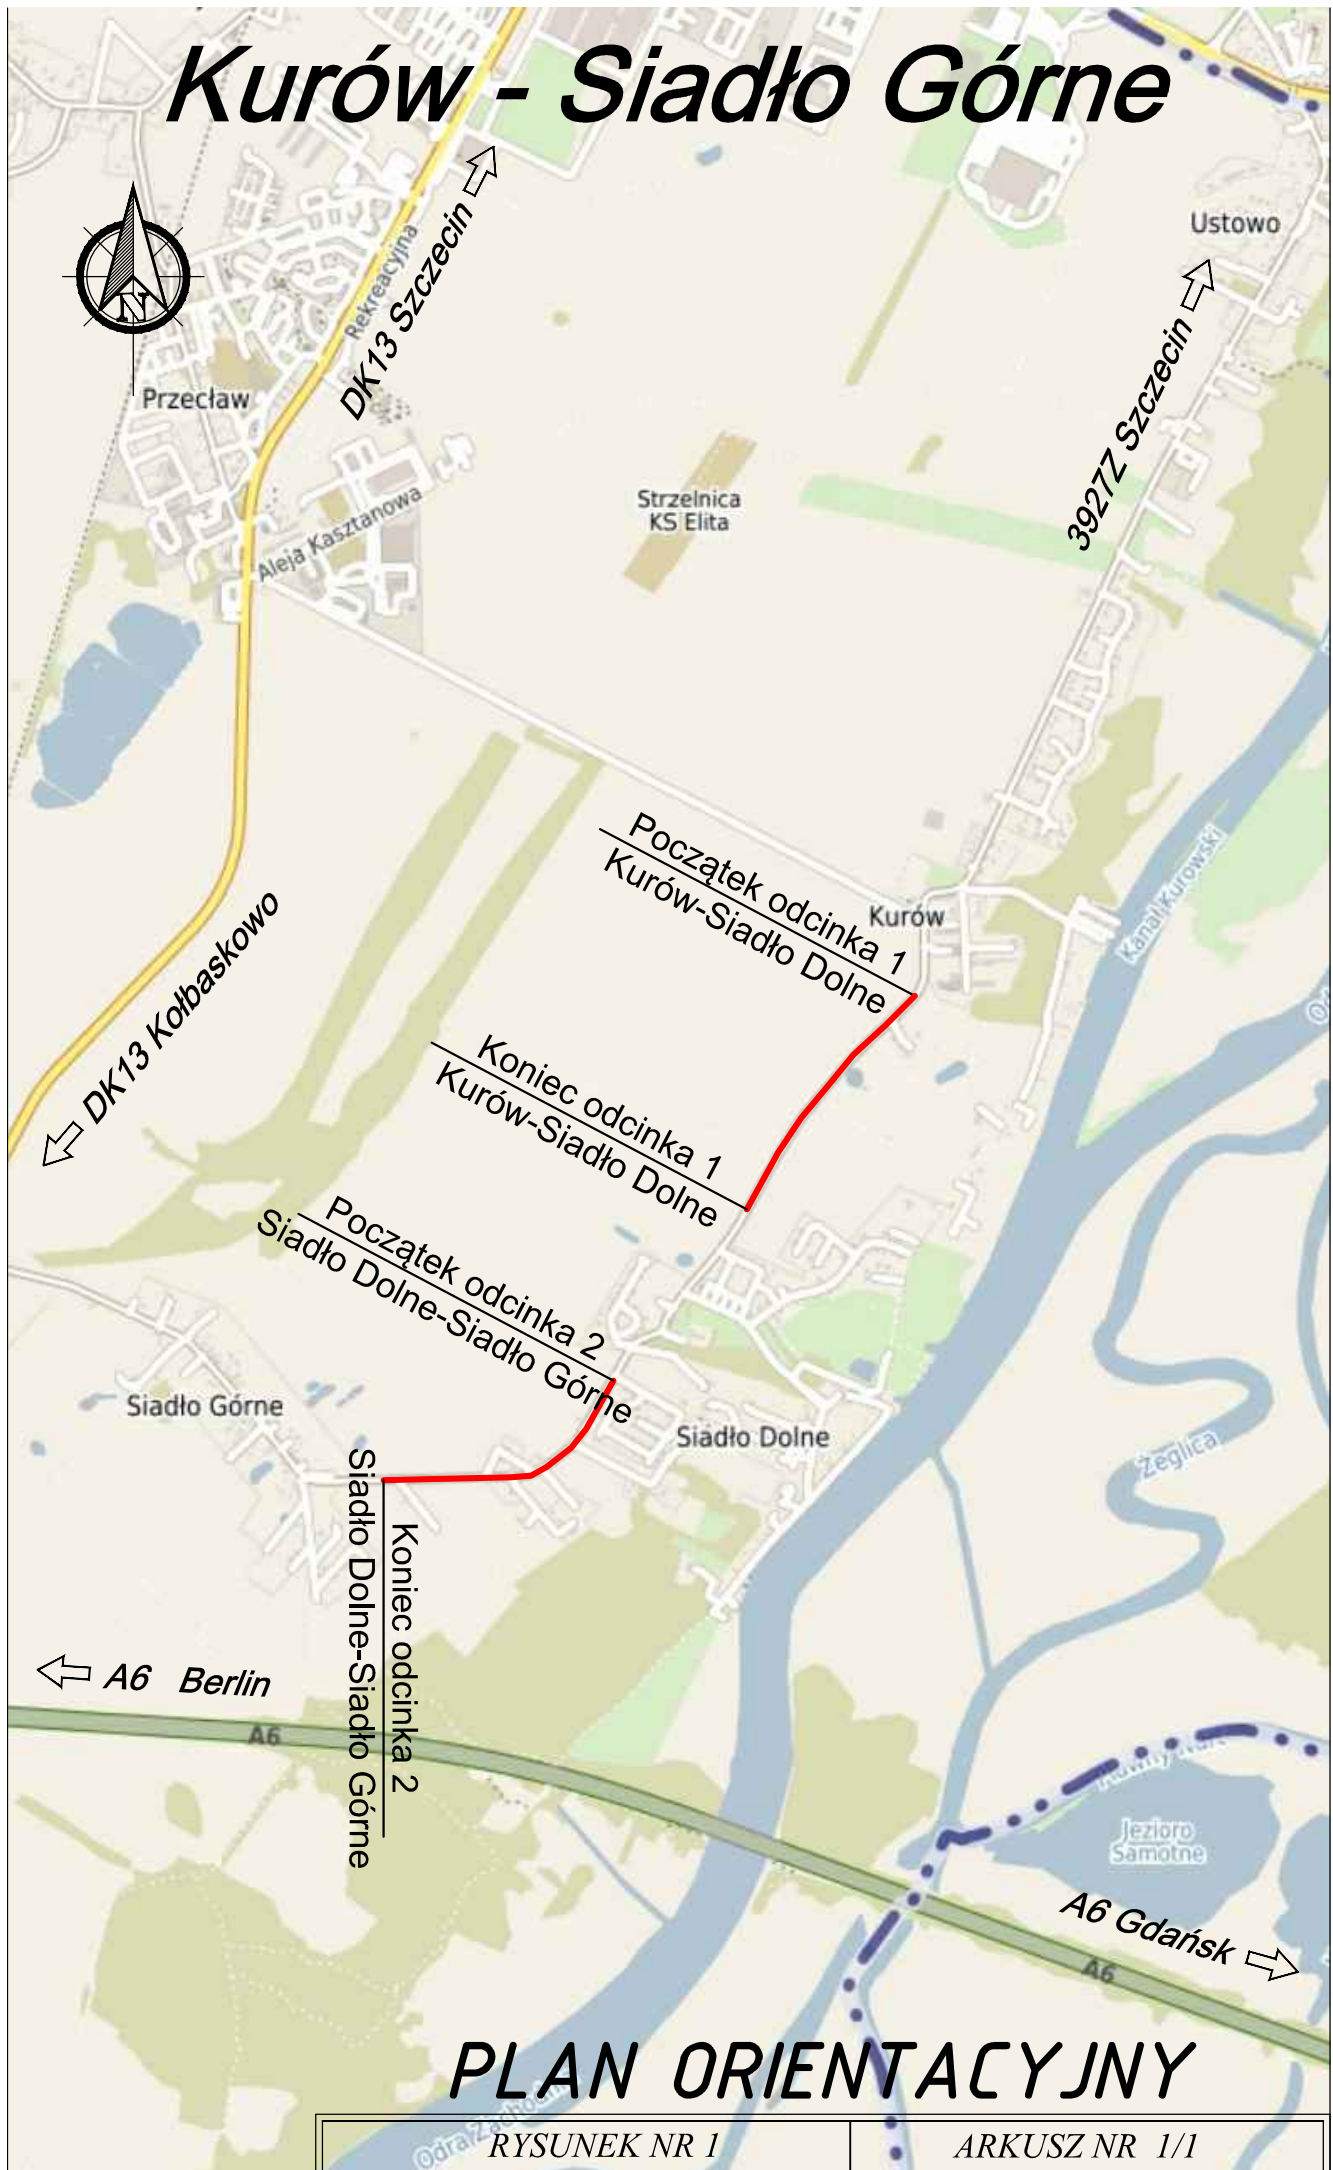 Kurów - Siadło Górne
Ustowo
Rekreacyjna
DK13 Szczecin
3927Z Szczecin
N
Przecław
Strzelnica
KS Elita
Aleja Kasztanowa
Początek odcinka 1
Kurów-Siadło Dolne
Kurów
Kanał Kurowski
DK13 Kołbaskowo
Koniec odcinka 1
Kurów-Siadło Dolne
Początek odcinka 2
Siadło Dolne-Siadło Górne
Siadło Górne
Siadło Dolne
Żeglica
Koniec odcinka 2
Siadło Dolne-Siadło Górne
A6 Berlin
A6
Jezioro
Samotne
A6 Gdańsk
A6
PLAN ORIENTACYJNY
Odra Zachodnia
RYSUNEK NR 1
ARKUSZ NR 1/1